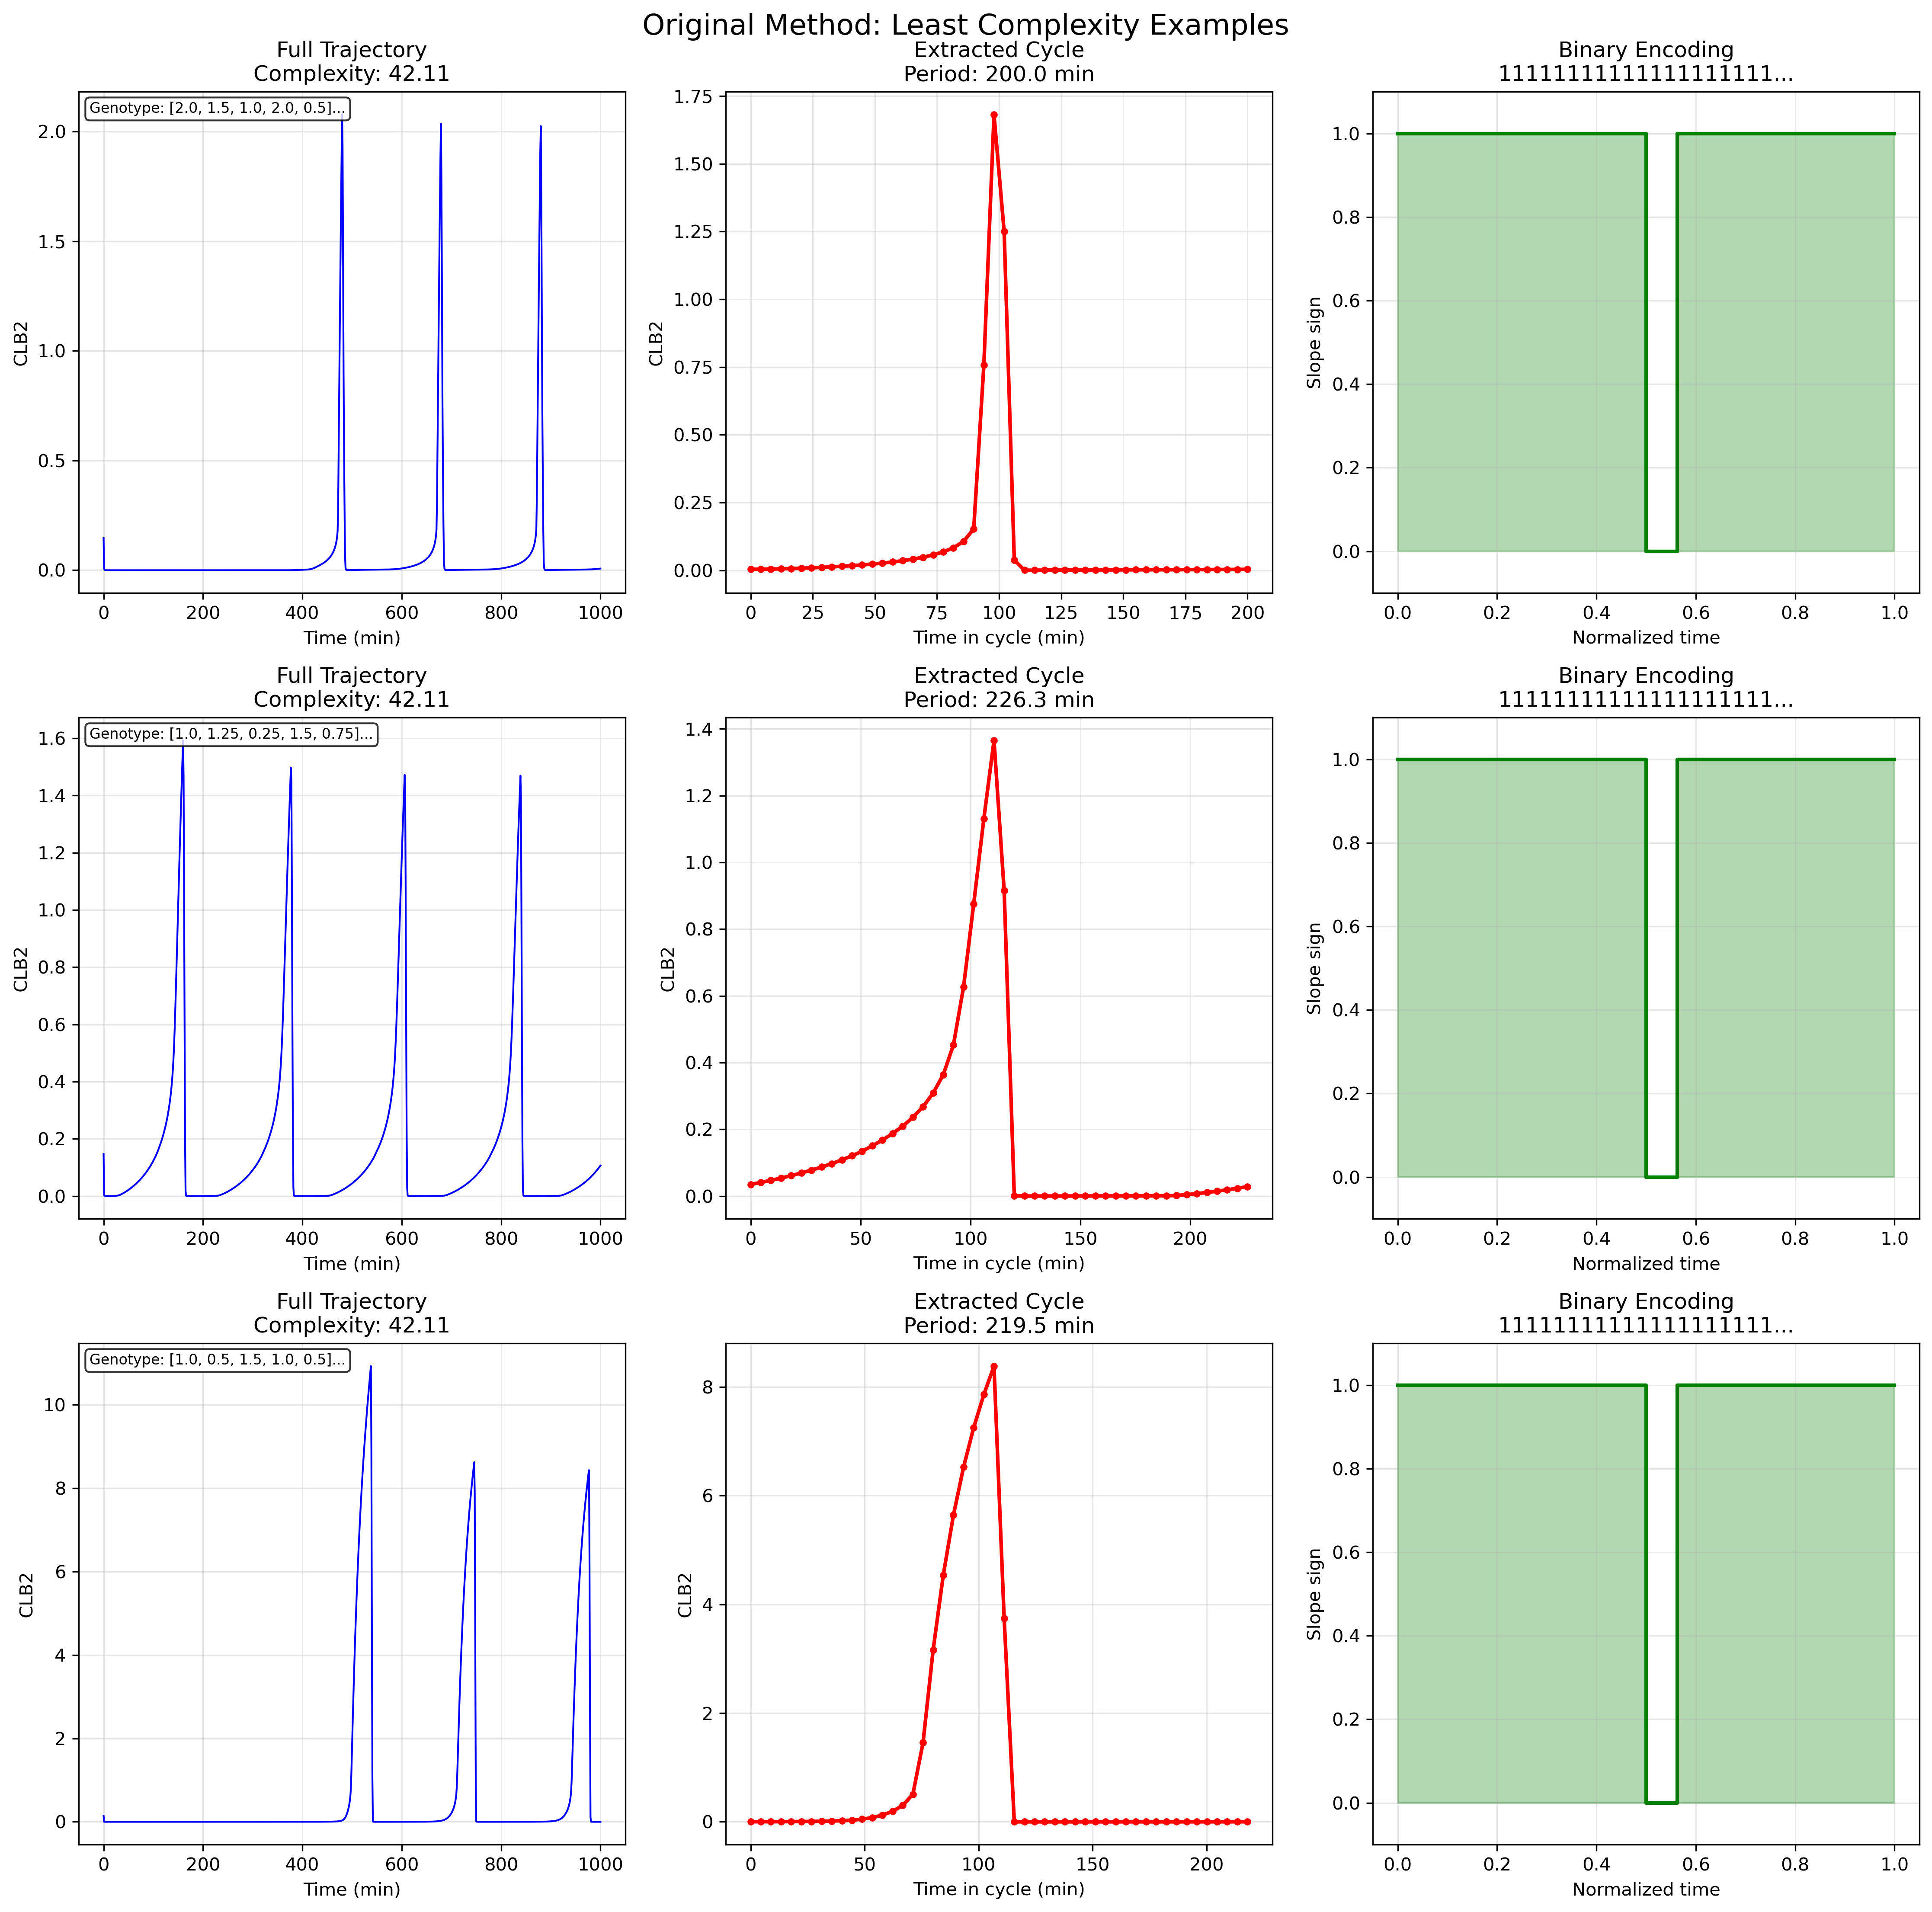 Original Method: Least Complexity Examples
Full Trajectory
Complexity: 42.11
Genotype: [2.0, 1.5, 1.0, 2.0, 0.5]...
2.0
1.5
1.0
0.5
0.0
CLB2
0 200 400 600 800 1000
Time (min)
Extracted Cycle
Period: 200.0 min
1.75
1.50
1.25
1.00
0.75
0.50
0.25
0.00
CLB2
0 25 50 75 100 125 150 175 200
Time in cycle (min)
Binary Encoding
11111111111111111111...
1.0
0.8
0.6
0.4
0.2
0.0
Slope sign
0.0 0.2 0.4 0.6 0.8 1.0
Normalized time
Full Trajectory
Complexity: 42.11
Genotype: [1.0, 1.25, 0.25, 1.5, 0.75]...
1.6
1.4
1.2
1.0
0.8
0.6
0.4
0.2
0.0
CLB2
0 200 400 600 800 1000
Time (min)
Extracted Cycle
Period: 226.3 min
1.4
1.2
1.0
0.8
0.6
0.4
0.2
0.0
CLB2
0 50 100 150 200
Time in cycle (min)
Binary Encoding
11111111111111111111...
1.0
0.8
0.6
0.4
0.2
0.0
Slope sign
0.0 0.2 0.4 0.6 0.8 1.0
Normalized time
Full Trajectory
Complexity: 42.11
Genotype: [1.0, 0.5, 1.5, 1.0, 0.5]...
10
8
6
4
2
0
CLB2
0 200 400 600 800 1000
Time (min)
Extracted Cycle
Period: 219.5 min
8
6
4
2
0
CLB2
0 50 100 150 200
Time in cycle (min)
Binary Encoding
11111111111111111111...
1.0
0.8
0.6
0.4
0.2
0.0
Slope sign
0.0 0.2 0.4 0.6 0.8 1.0
Normalized time